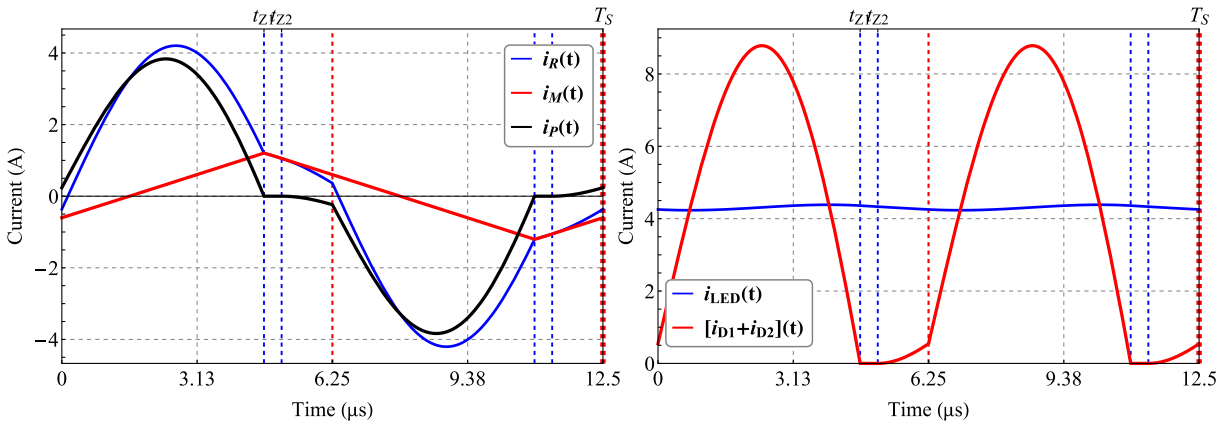 t_Z1 t_Z2 T_S
4
2
0
−2
−4
Current (A)
i_R(t)
i_M(t)
i_P(t)
0 3.13 6.25 9.38 12.5
Time (μs)
t_Z1 t_Z2 T_S
8
6
4
2
0
Current (A)
i_LED(t)
[i_D1+i_D2](t)
0 3.13 6.25 9.38 12.5
Time (μs)